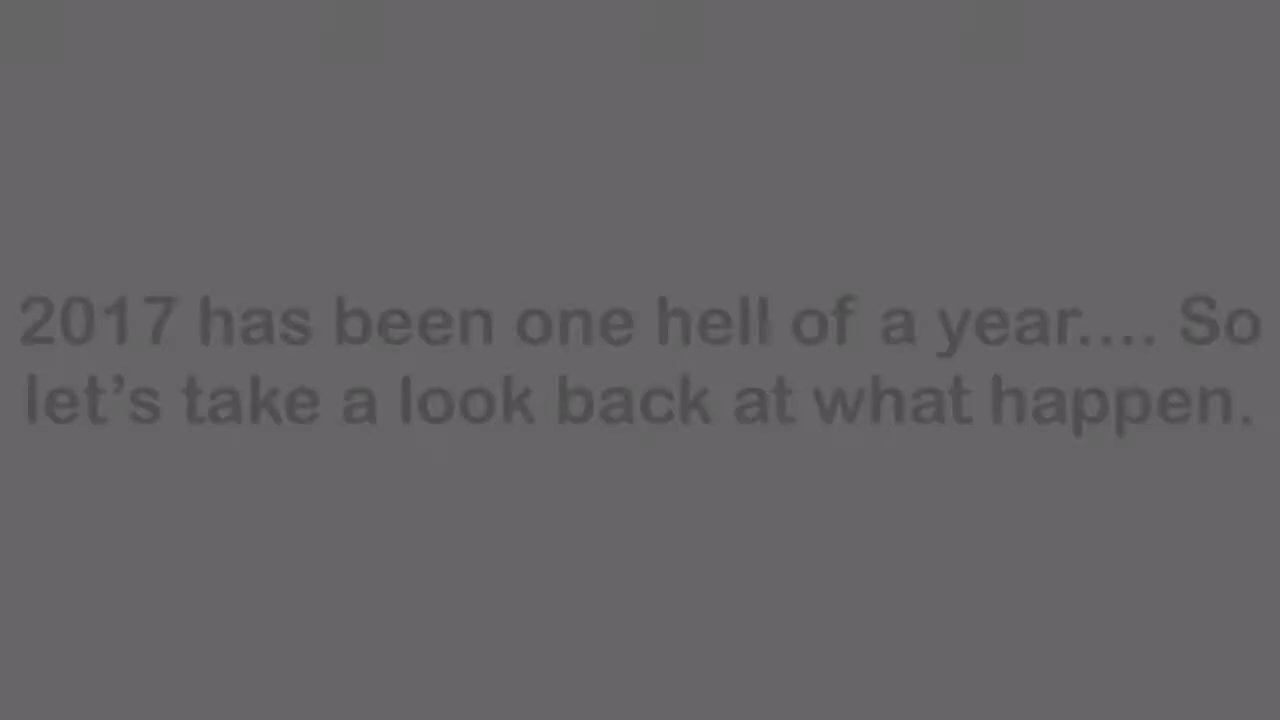 2017 has been one hell of a year.... So
let’s take a look back at what happen.